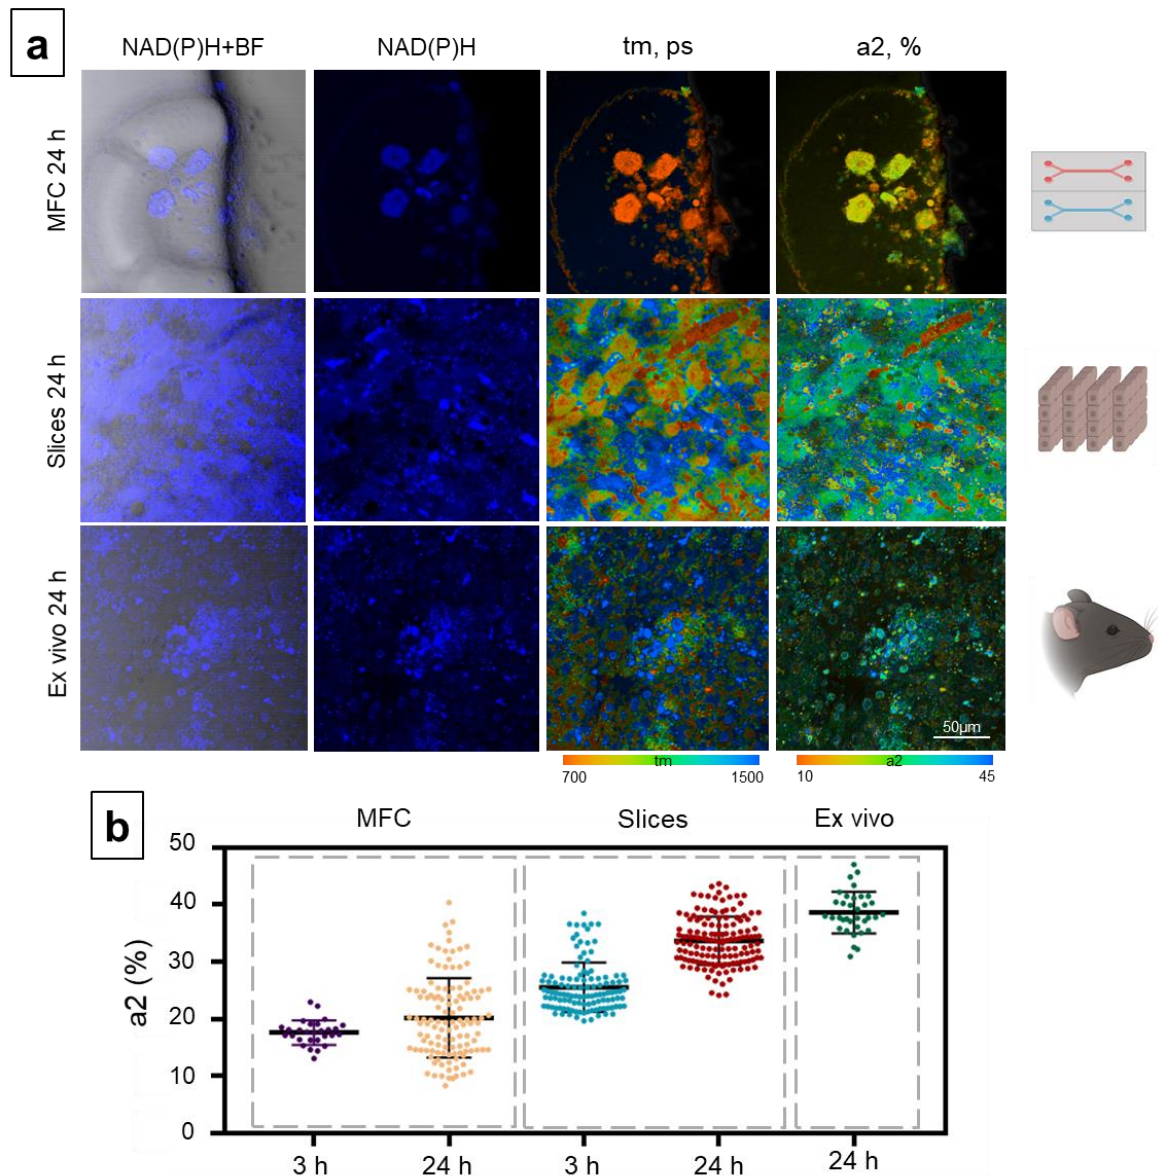 a
NAD(P)H+BF NAD(P)H tm, ps a2, %
MFC 24 h
Slices 24 h
Ex vivo 24 h
50µm
tm a2
700 1500 10 45
b
MFC Slices Ex vivo
a2 (%)
50
40
30
20
10
0
3 h 24 h 3 h 24 h 24 h